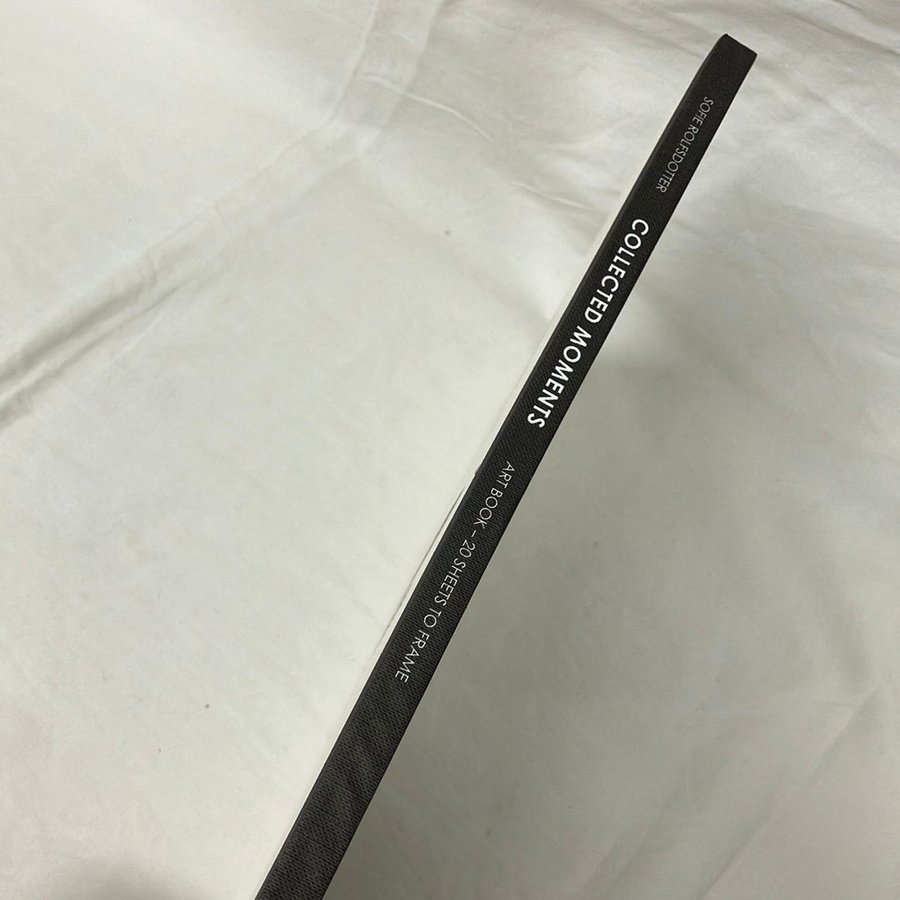 SOFIE ROLFSDOTTER
COLLECTED MOMENTS
ART BOOK – 20 SHEETS TO FRAME